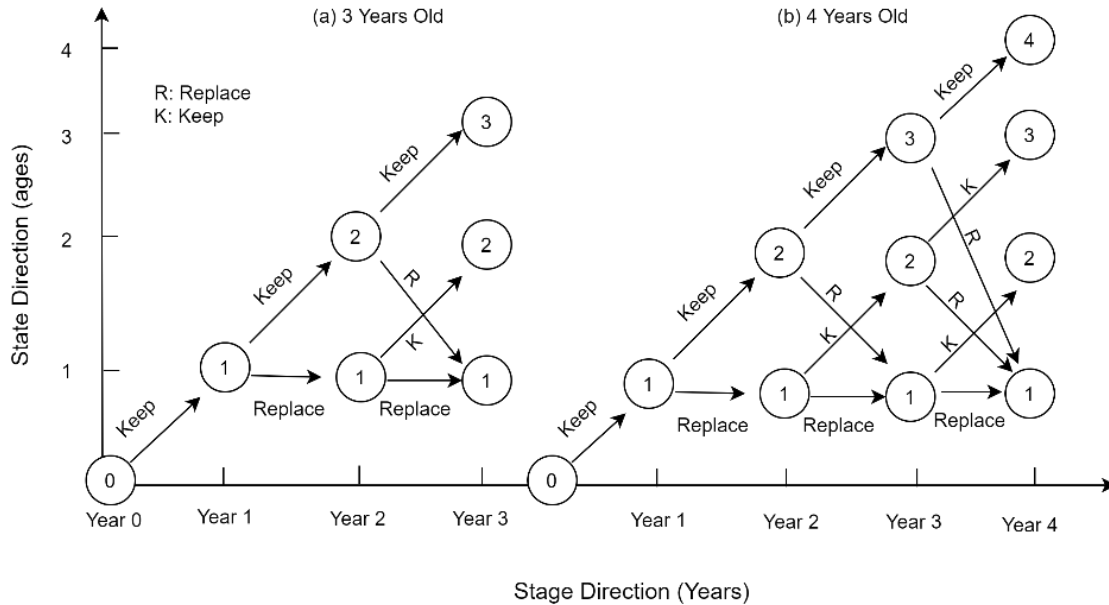 (a) 3 Years Old
(b) 4 Years Old
R: Replace
K: Keep
State Direction (ages)
4
3
2
1
Keep
Keep
Keep
R
K
Replace
Replace
0
1
2
3
1
2
1
Year 0
Year 1
Year 2
Year 3
Keep
Keep
Keep
Keep
R
K
K
R
R
K
Replace
Replace
Replace
0
1
2
3
4
1
2
3
1
2
1
Year 1
Year 2
Year 3
Year 4
Stage Direction (Years)